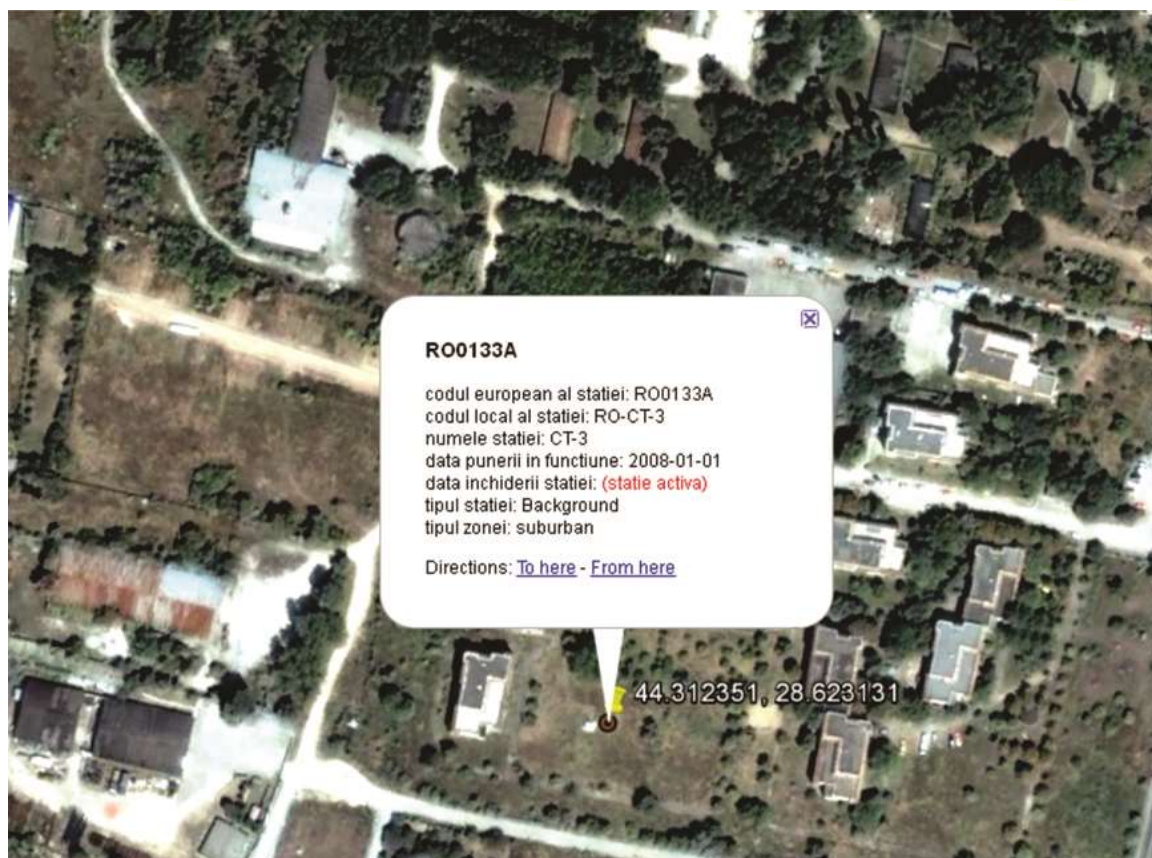 RO0133A
codul european al statiei: RO0133A
codul local al statiei: RO-CT-3
numele statiei: CT-3
data punerii in functiune: 2008-01-01
data inchiderii statiei: (statie activa)
tipul statiei: Background
tipul zonei: suburban
Directions: To here - From here
44.312351, 28.623131